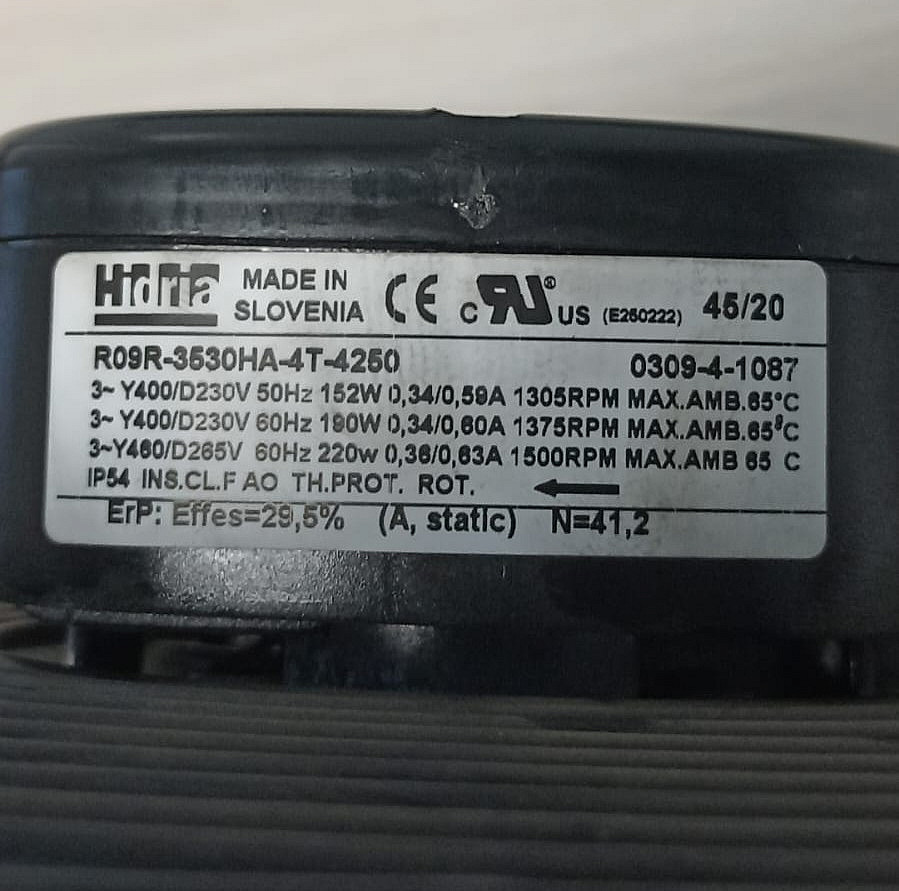 Hidria MADE IN SLOVENIA CE c RU® US (E260222) 45/20
R09R-3530HA-4T-4250 0309-4-1087
3~ Y400/D230V 50Hz 152W 0,34/0,59A 1305RPM MAX.AMB.65°C
3~ Y400/D230V 60Hz 190W 0,34/0,60A 1375RPM MAX.AMB.65°C
3~Y460/D265V 60Hz 220w 0,36/0,63A 1500RPM MAX.AMB 65 C
IP54 INS.CL.F AO TH.PROT. ROT.
ErP: Effes=29,5% (A, static) N=41,2